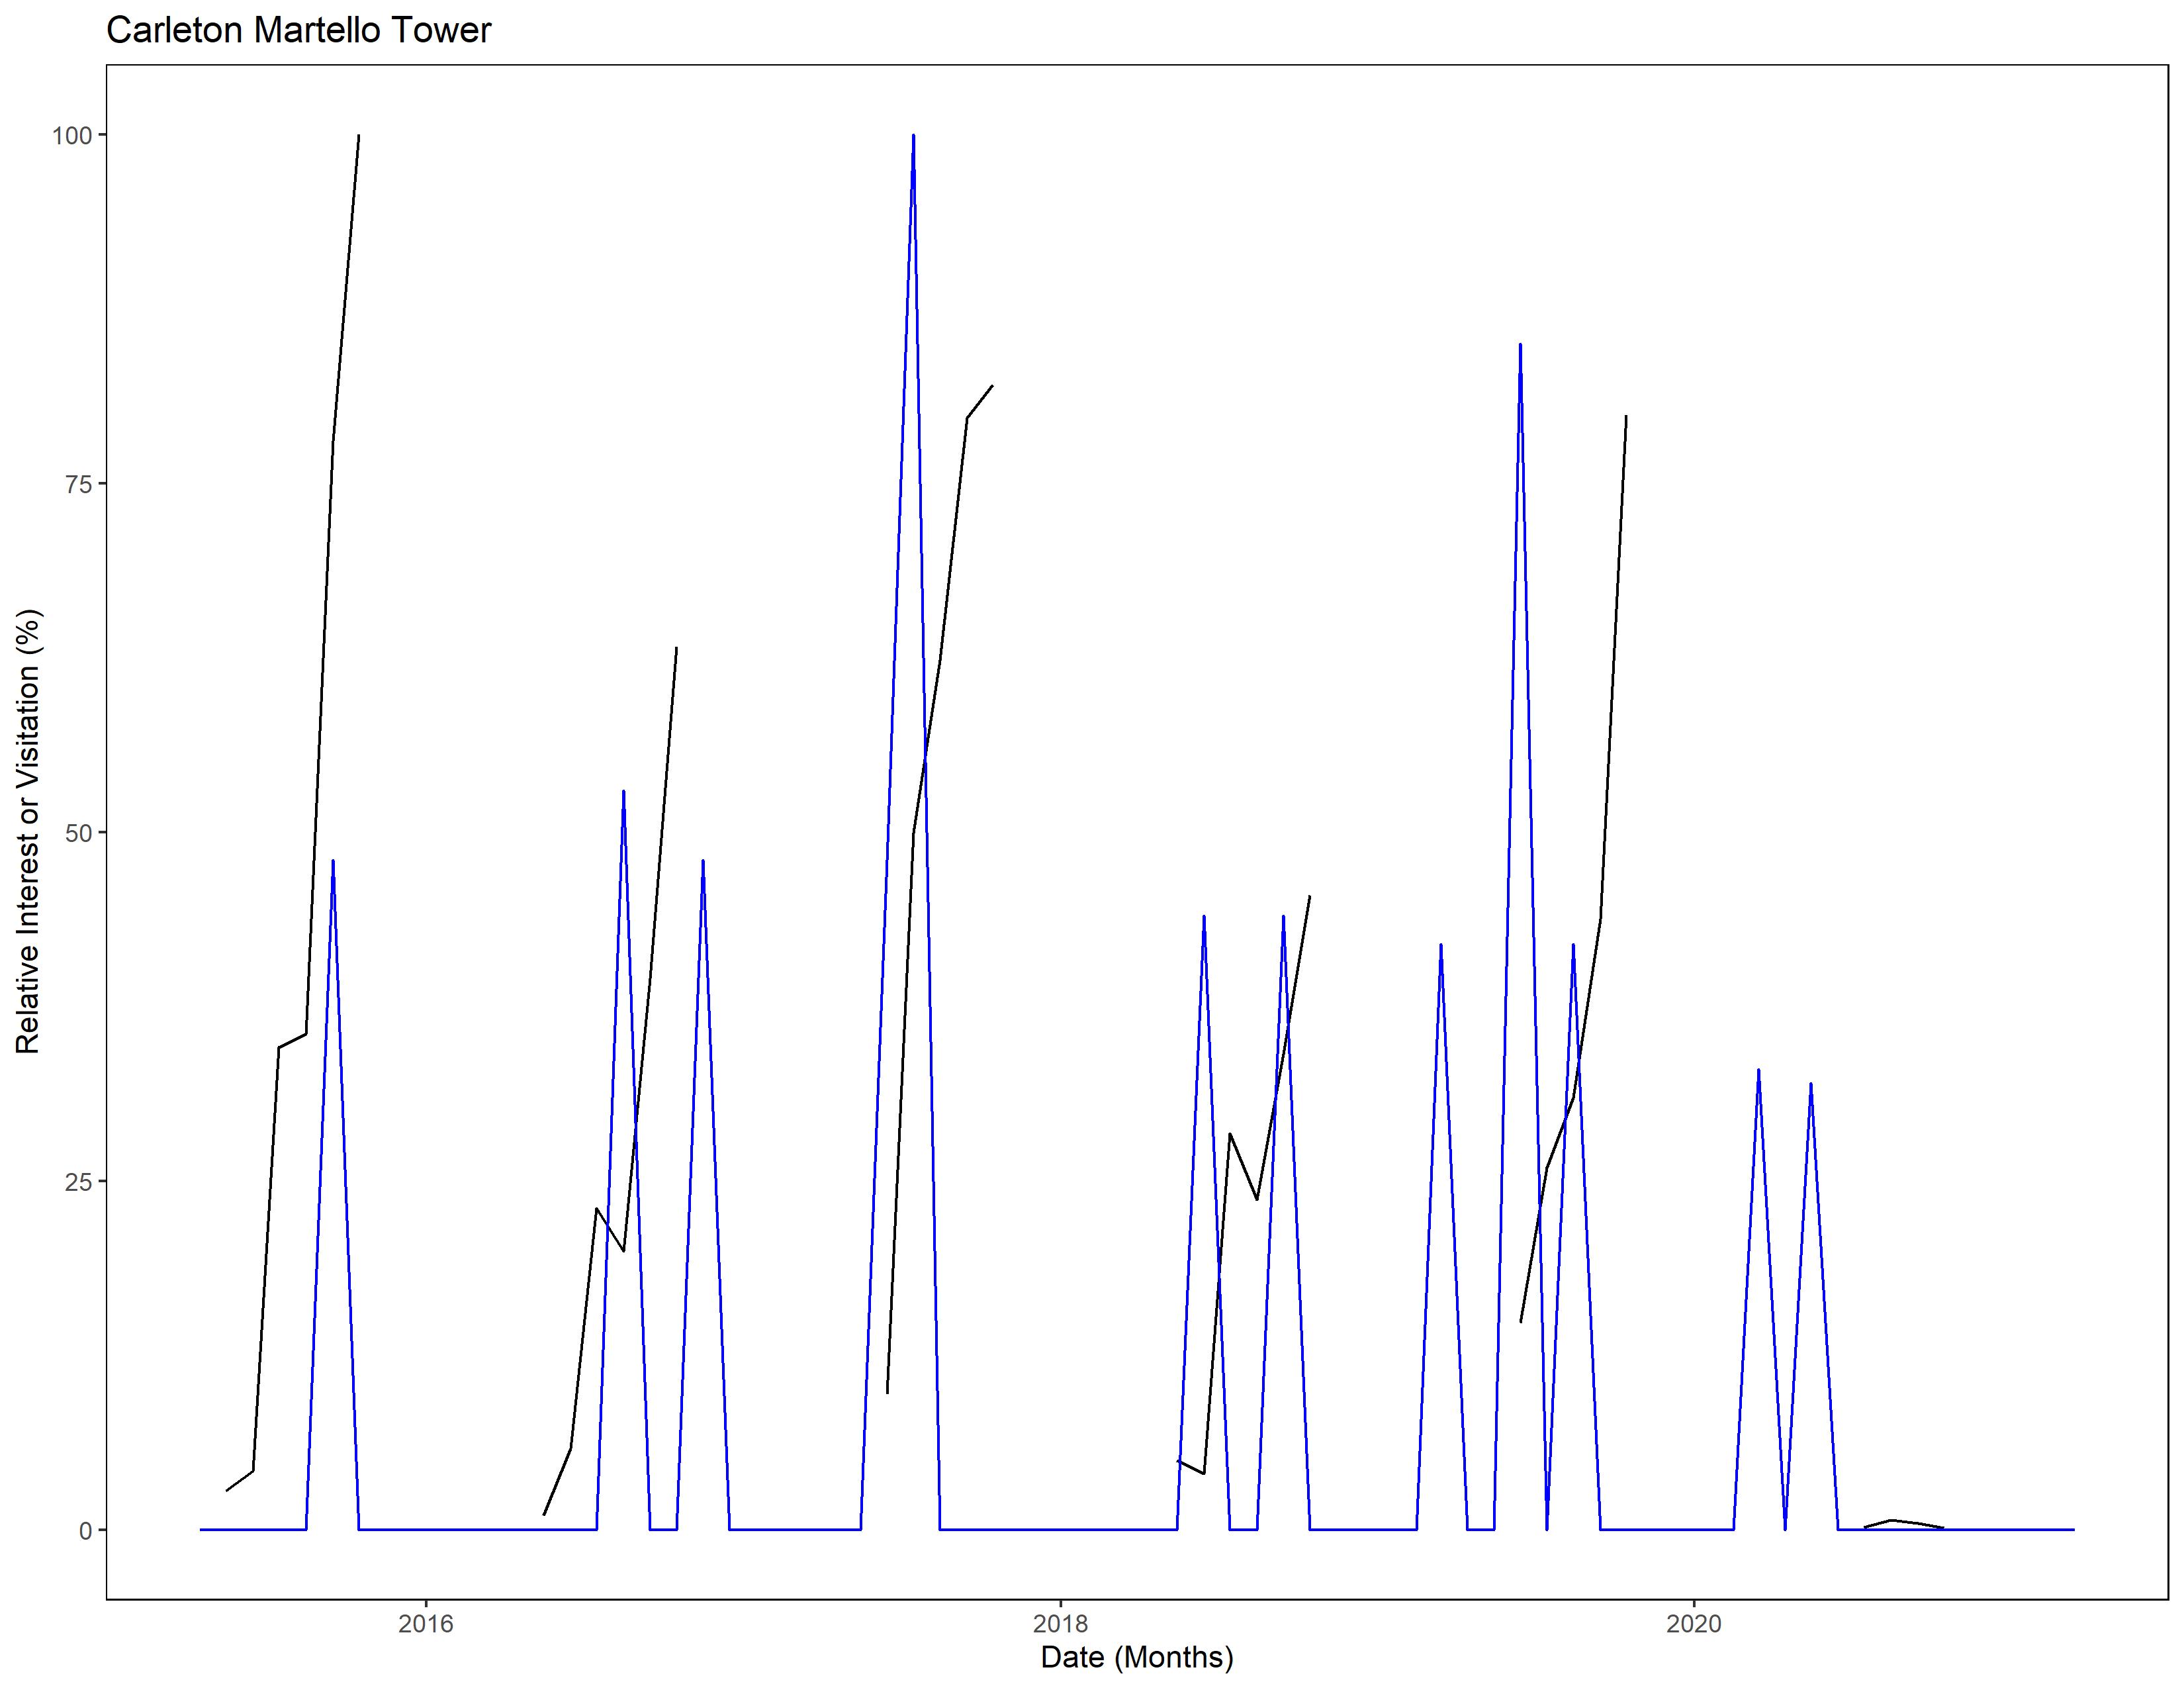 Carleton Martello Tower
Relative Interest or Visitation (%)
100
75
50
25
0
2016 2018 2020
Date (Months)